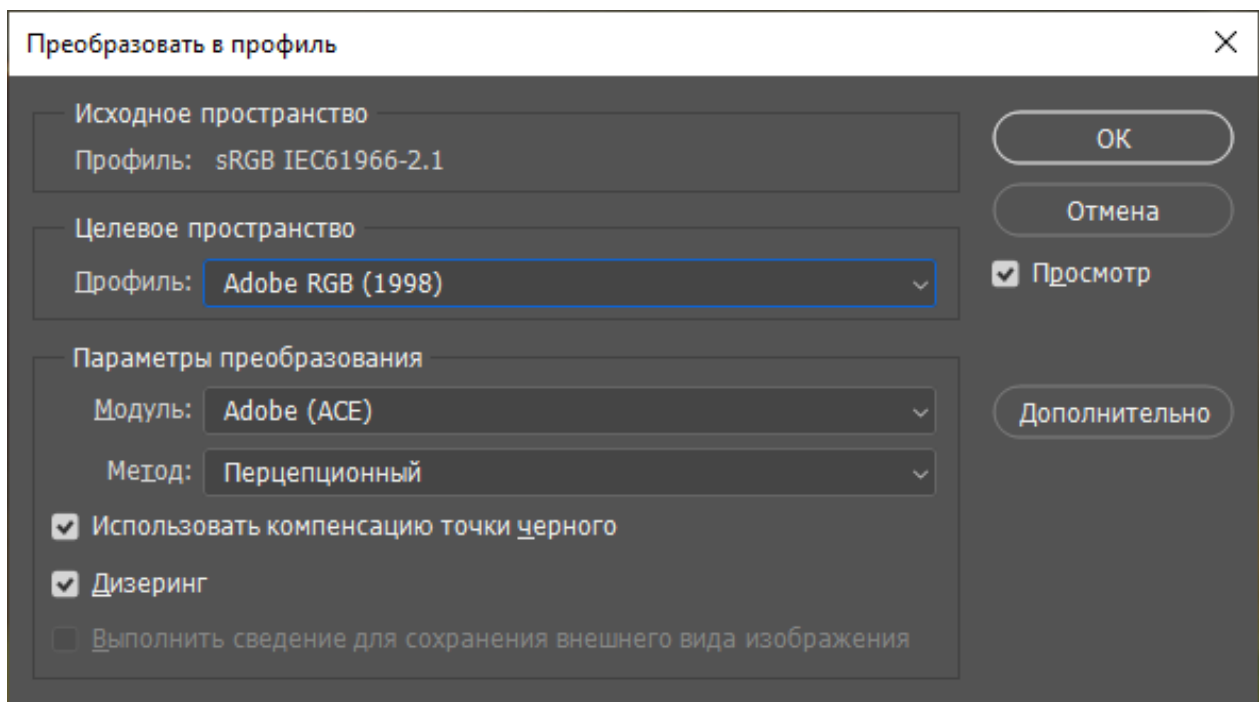 Преобразовать в профиль
Исходное пространство
Профиль: sRGB IEC61966-2.1
Целевое пространство
Профиль: Adobe RGB (1998)
Параметры преобразования
Модуль: Adobe (ACE)
Метод: Перцепционный
Использовать компенсацию точки черного
Дизеринг
Выполнить сведение для сохранения внешнего вида изображения
ОК
Отмена
Просмотр
Дополнительно